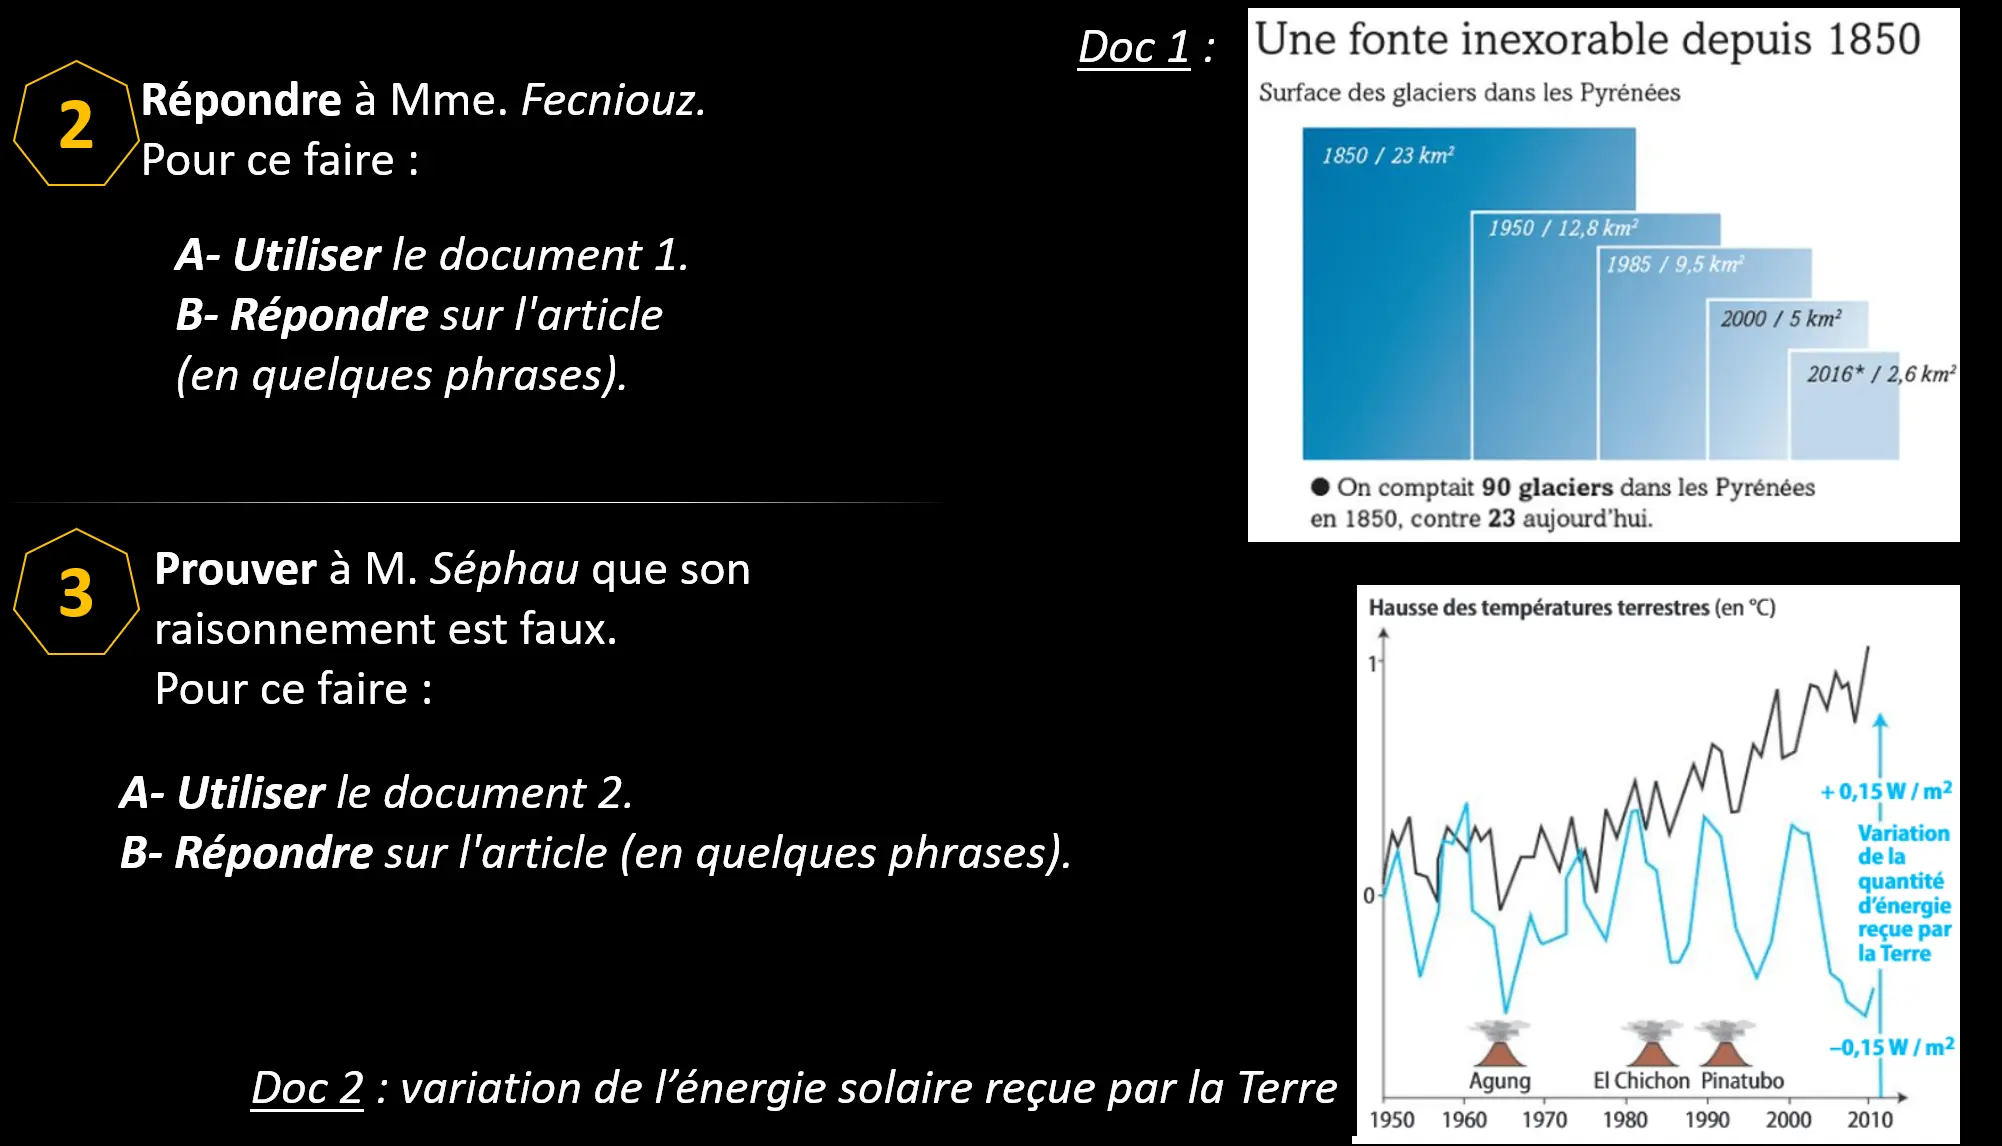 2
Répondre à Mme. Fecniouz.
Pour ce faire :
A- Utiliser le document 1.
B- Répondre sur l'article
(en quelques phrases).
Doc 1 :
Une fonte inexorable depuis 1850
Surface des glaciers dans les Pyrénées
1850 / 23 km²
1950 / 12,8 km²
1985 / 9,5 km²
2000 / 5 km²
2016* / 2,6 km²
● On comptait 90 glaciers dans les Pyrénées
en 1850, contre 23 aujourd'hui.
3
Prouver à M. Séphau que son
raisonnement est faux.
Pour ce faire :
A- Utiliser le document 2.
B- Répondre sur l'article (en quelques phrases).
Doc 2 : variation de l’énergie solaire reçue par la Terre
Hausse des températures terrestres (en °C)
1
0
+ 0,15 W / m²
Variation
de la
quantité
d’énergie
reçue par
la Terre
–0,15 W / m²
Agung
El Chichon
Pinatubo
1950 1960 1970 1980 1990 2000 2010